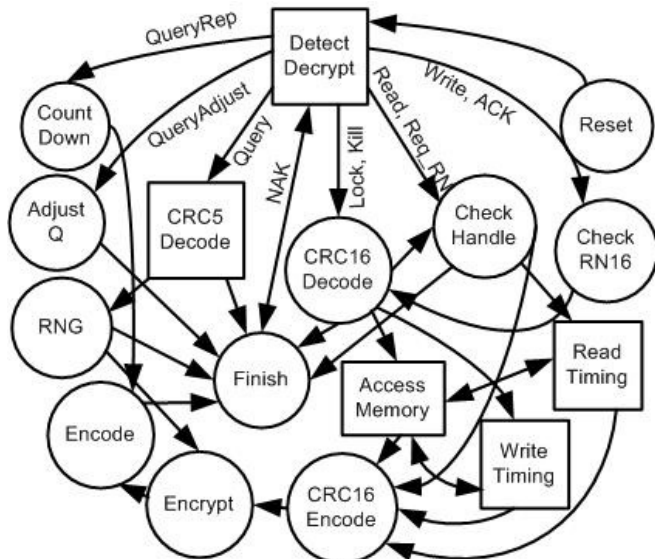 QueryRep
Detect
Decrypt
Write, ACK
Count
Down
QueryAdjust
Query
NAK
Lock, Kill
Read, Req_RN
Reset
Adjust
Q
CRC5
Decode
CRC16
Decode
Check
Handle
Check
RN16
RNG
Finish
Access
Memory
Read
Timing
Encode
Encrypt
CRC16
Encode
Write
Timing